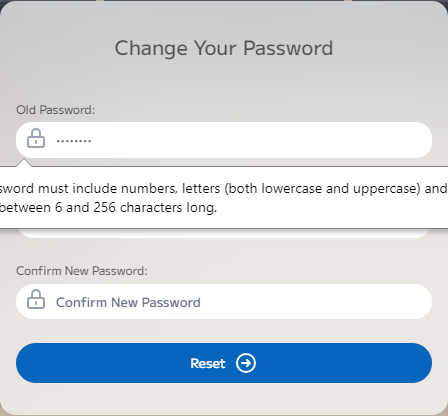 Change Your Password
Old Password:
••••••••
sword must include numbers, letters (both lowercase and uppercase) and
between 6 and 256 characters long.
Confirm New Password:
Confirm New Password
Reset